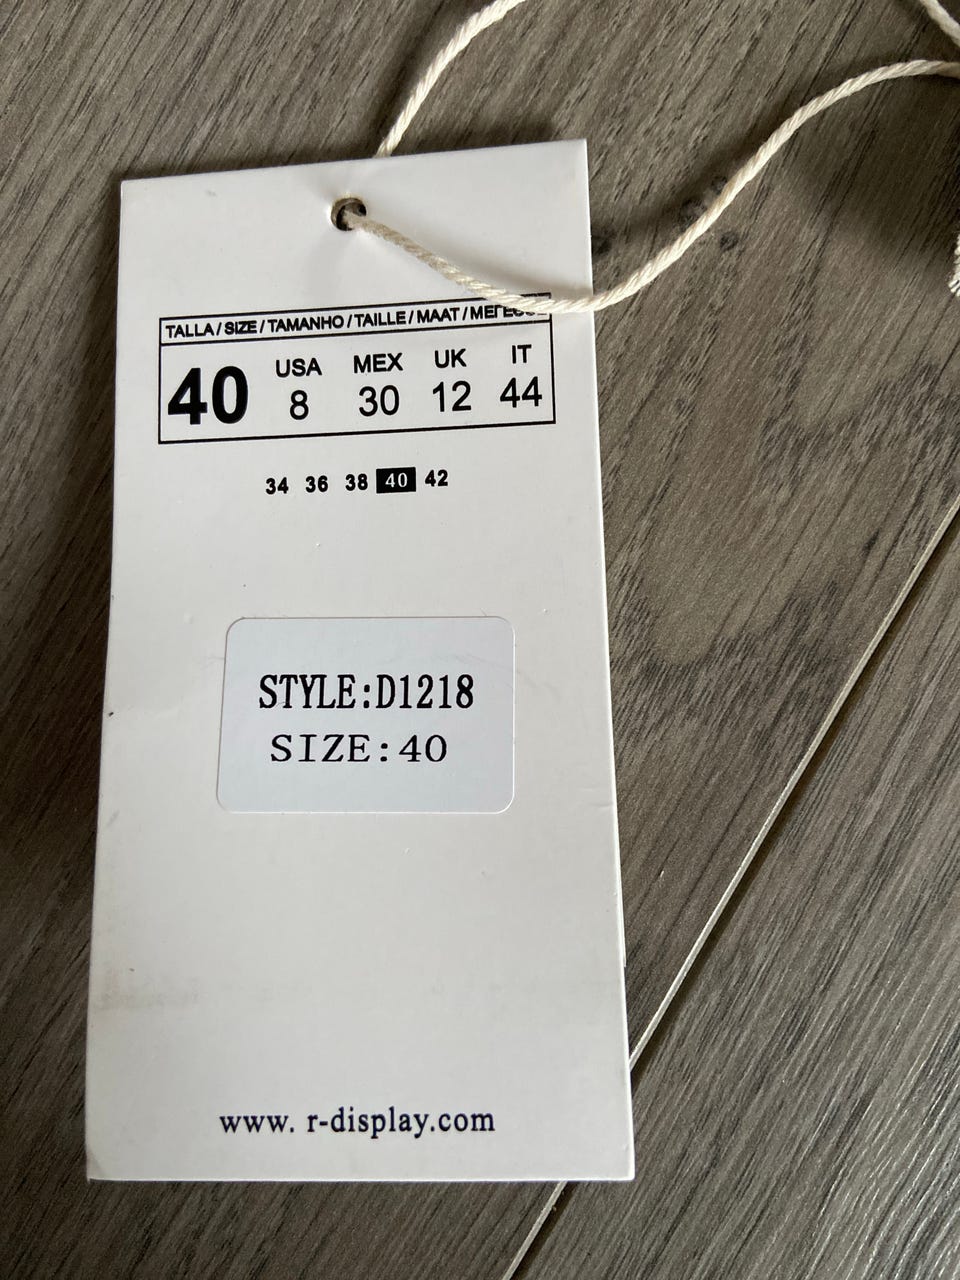 TALLA / SIZE / TAMANHO / TAILLE / MAAT /
40 USA 8 MEX 30 UK 12 IT 44
34 36 38 40 42
STYLE:D1218
SIZE:40
www. r-display.com